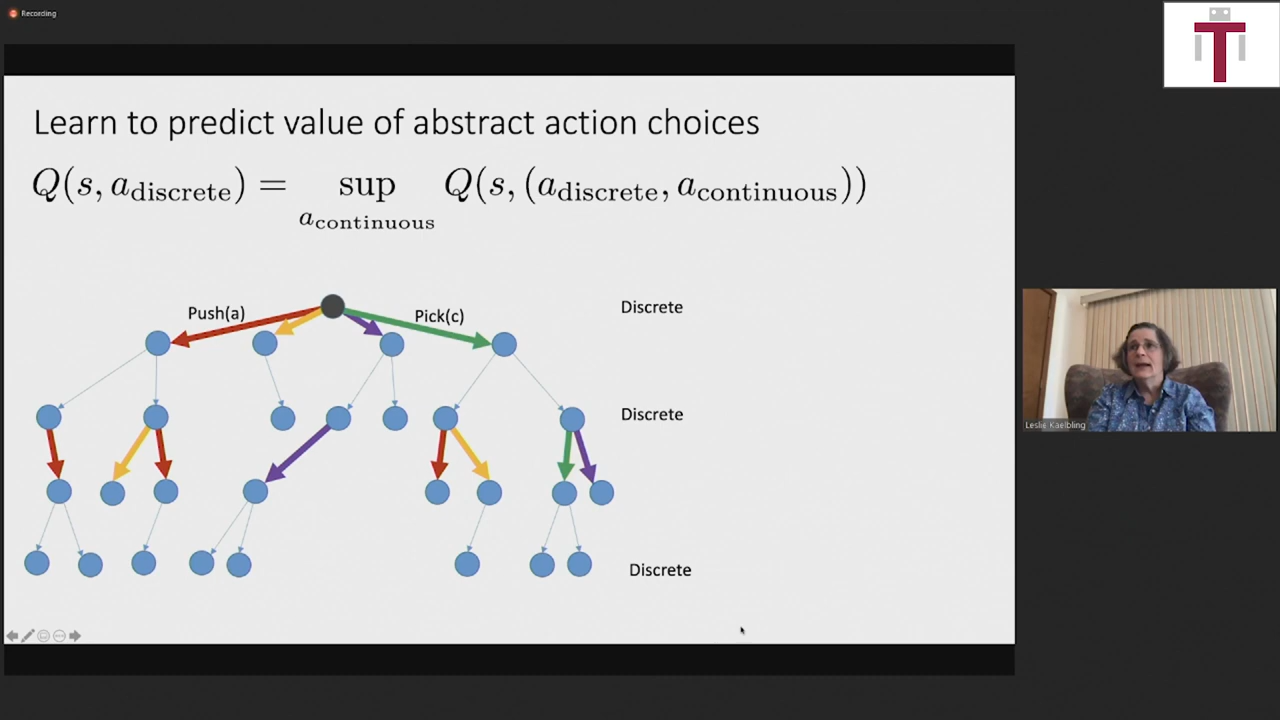 Recording
T
Learn to predict value of abstract action choices
Q(s, a_discrete) = sup_{a_continuous} Q(s, (a_discrete, a_continuous))
Push(a)
Pick(c)
Discrete
Discrete
Leslie Kaelbling
Discrete